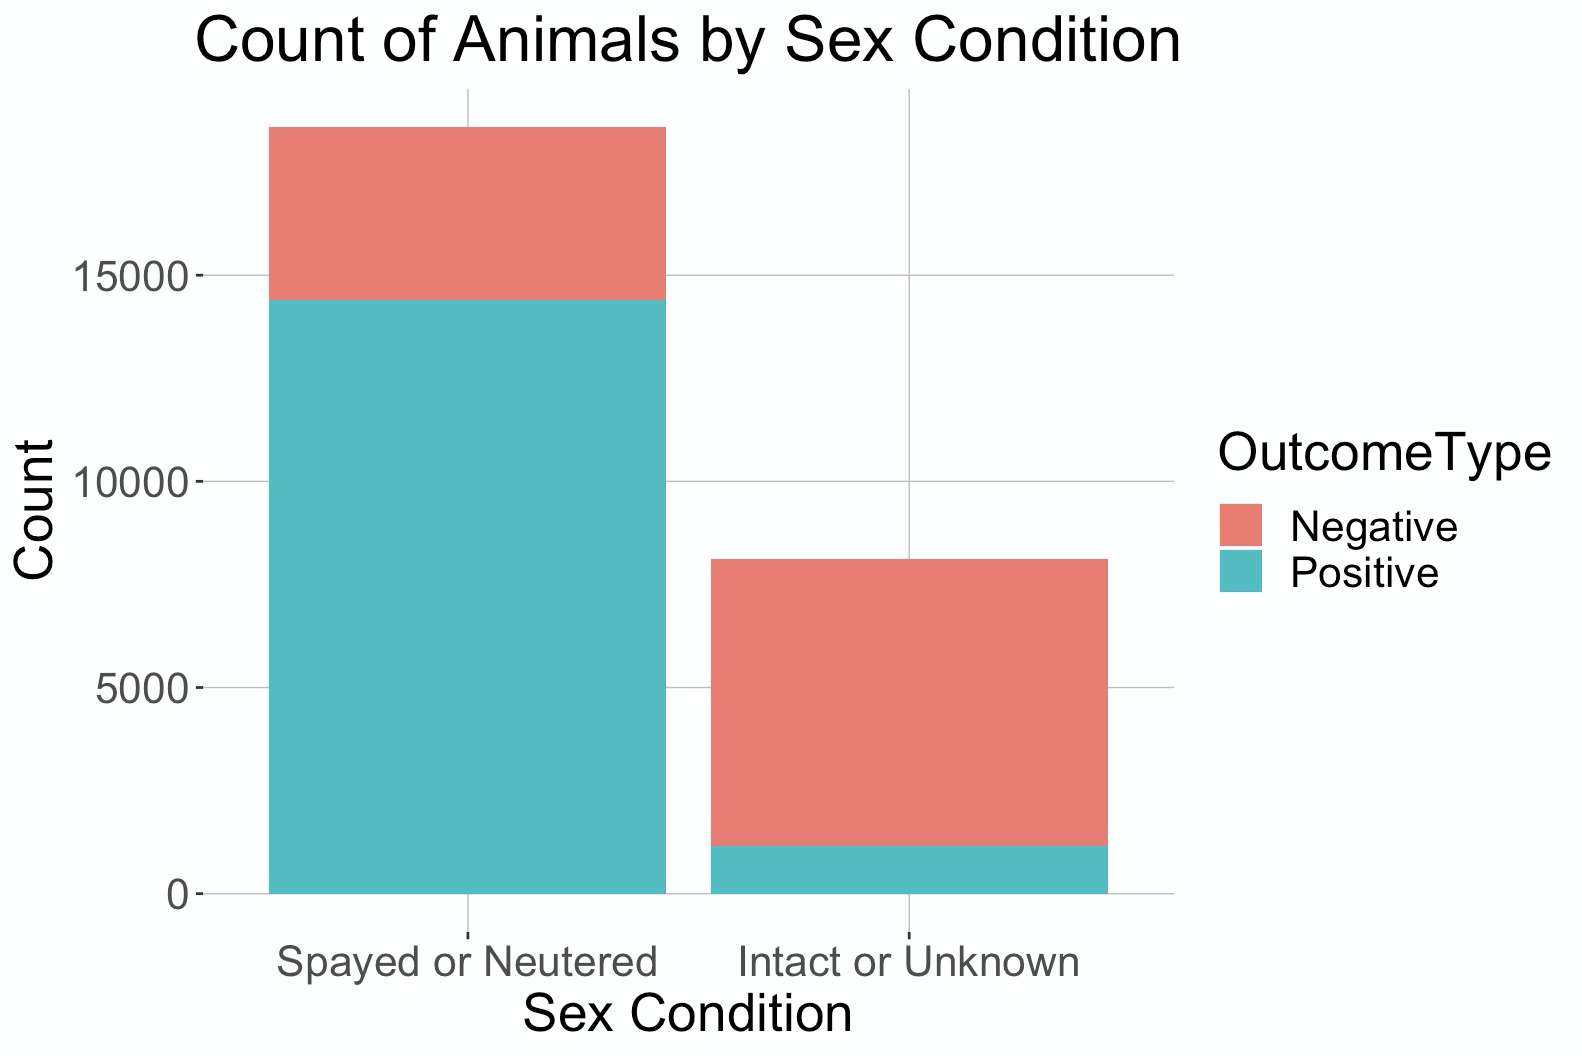 Count of Animals by Sex Condition
Count
15000
10000
5000
0
Spayed or Neutered
Intact or Unknown
Sex Condition
OutcomeType
Negative
Positive